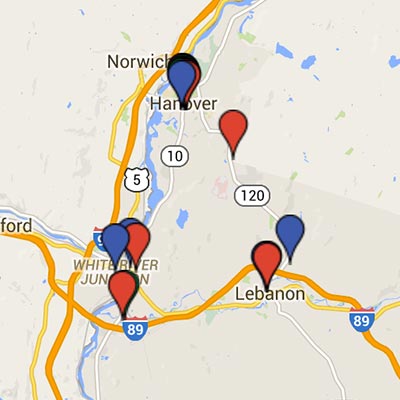 Norwich
Hanover
10
5
120
ford
WHITE RIVER
JUNCTION
Lebanon
89
89